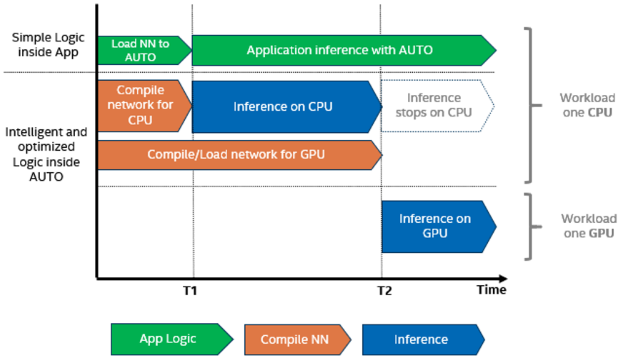 Simple Logic
inside App
Load NN to
AUTO
Application inference with AUTO
Compile
network for
CPU
Inference on CPU
Inference
stops on CPU
Workload
one CPU
Intelligent and
optimized
Logic inside
AUTO
Compile/Load network for GPU
Inference on
GPU
Workload
one GPU
T1
T2
Time
App Logic
Compile NN
Inference